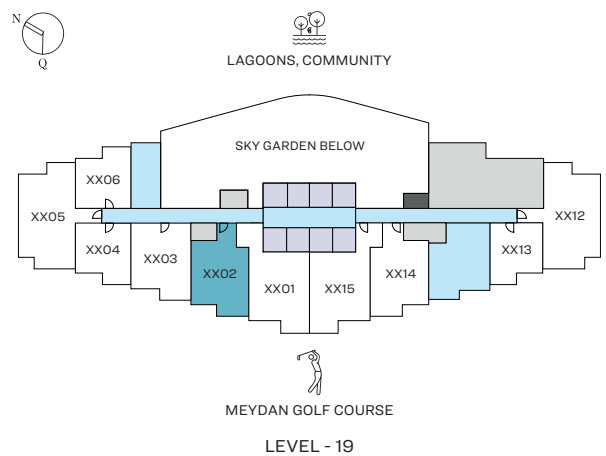 N
Q
LAGOONS, COMMUNITY
SKY GARDEN BELOW
XX06
XX05
XX12
XX04
XX03
XX02
XX01
XX15
XX14
XX13
MEYDAN GOLF COURSE
LEVEL - 19